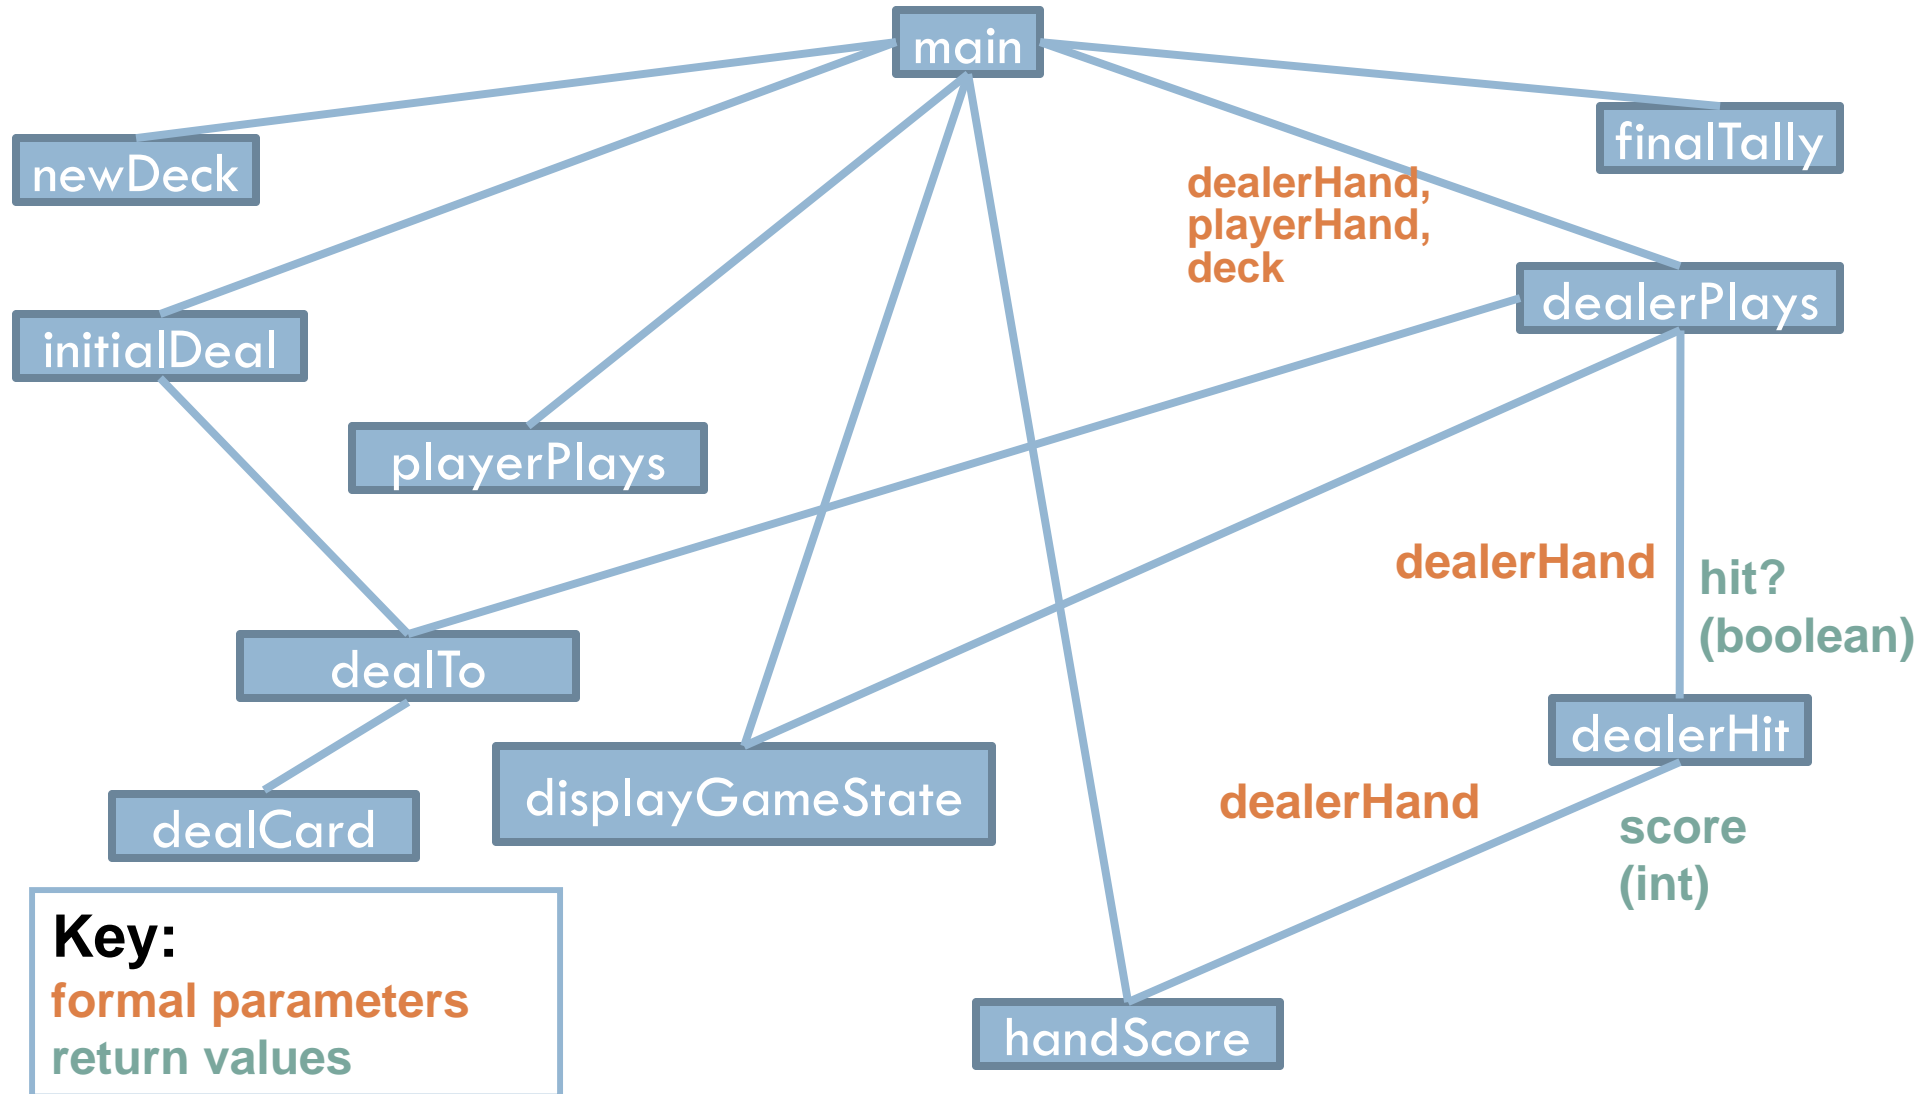 main
newDeck
finalTally
dealerHand,
playerHand,
deck
initialDeal
dealerPlays
playerPlays
dealerHand
hit?
(boolean)
dealTo
dealerHit
displayGameState
dealerHand
dealCard
score
(int)
Key:
formal parameters
return values
handScore